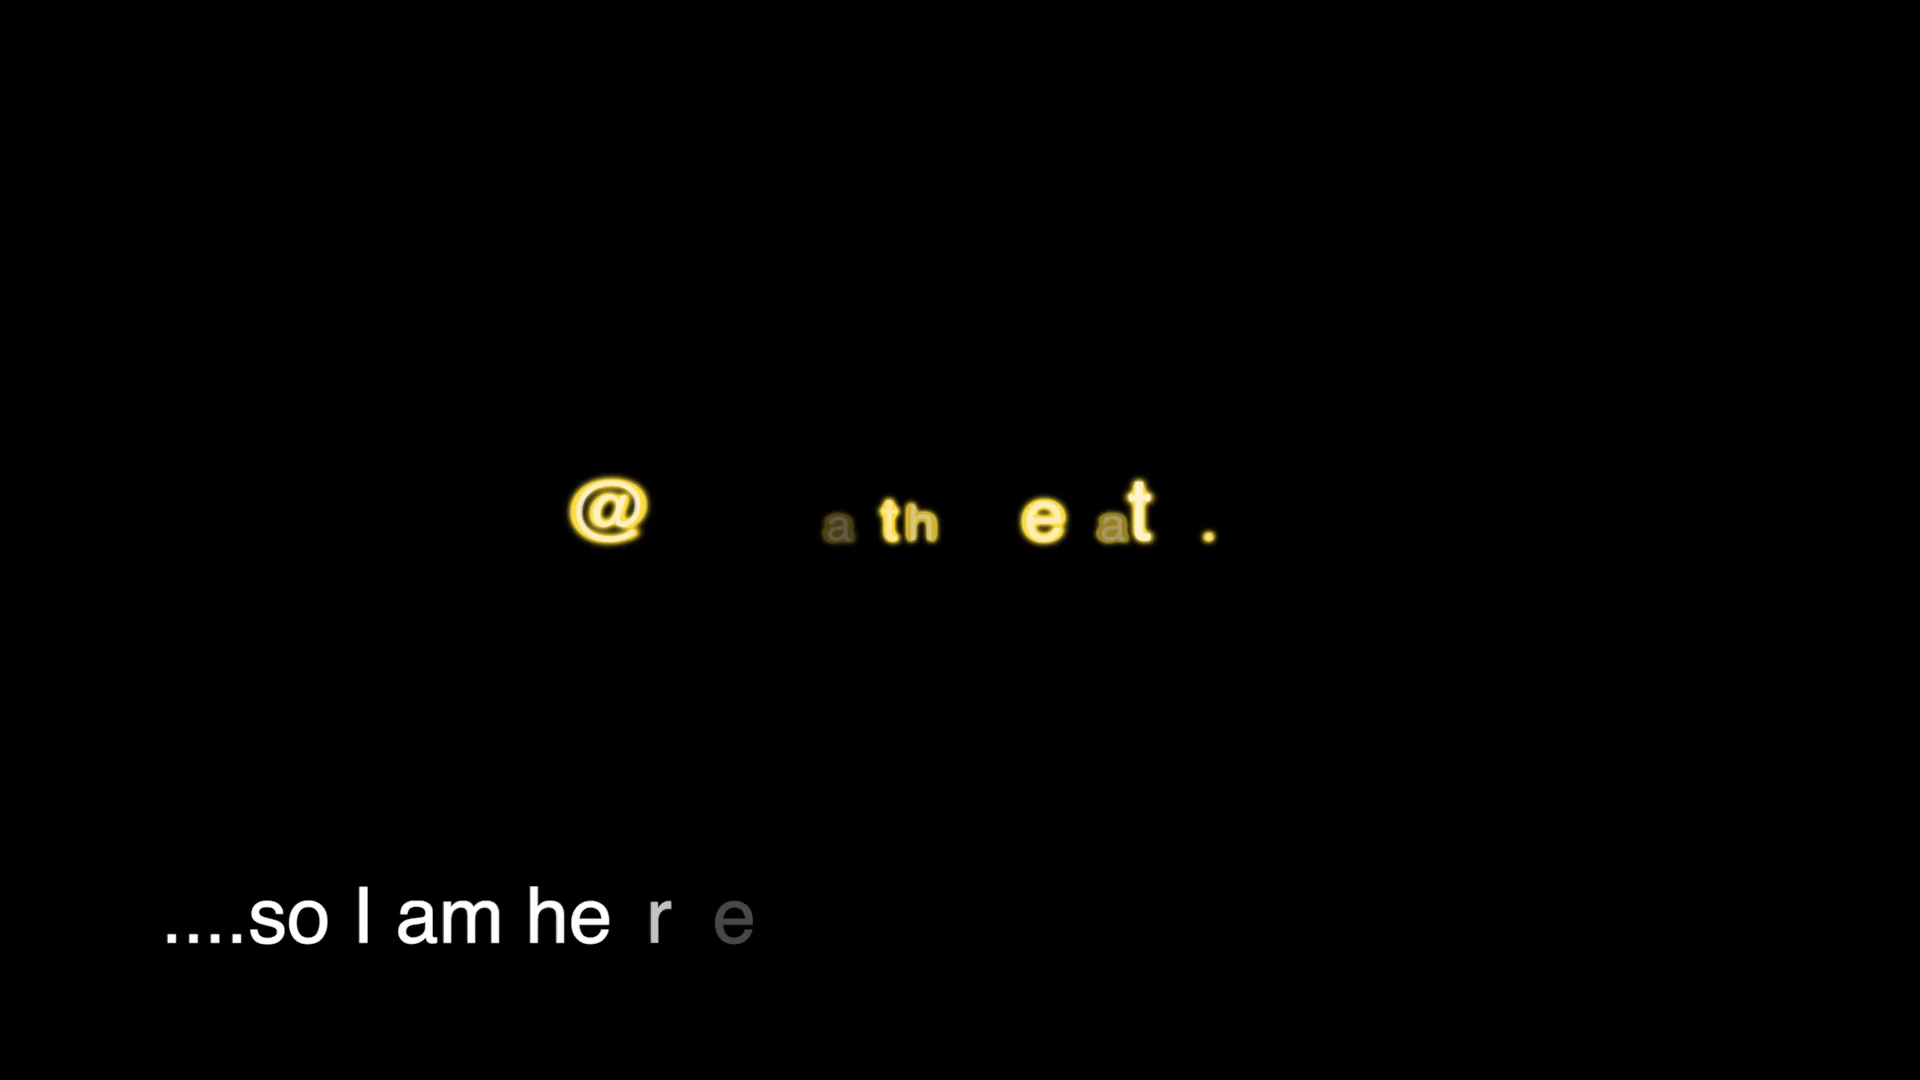 @ a th e at .
....so I am he r e